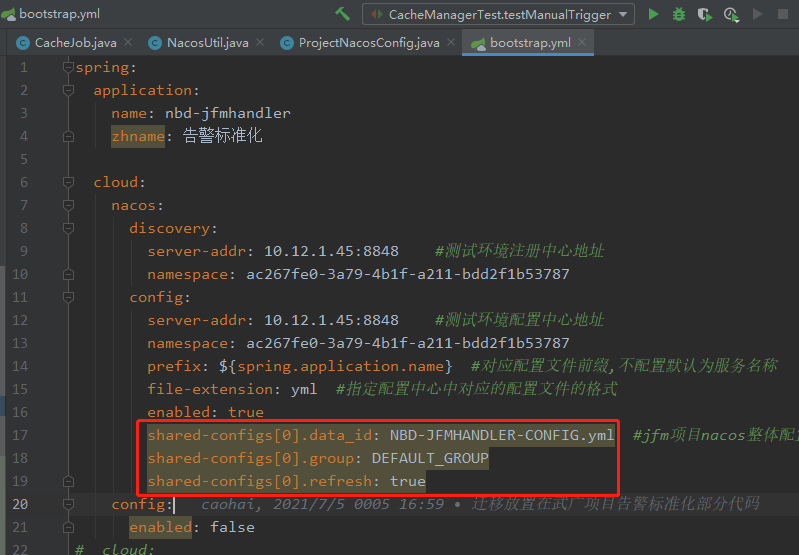 bootstrap.yml
CacheManagerTest.testManualTrigger
CacheJob.java
NacosUtil.java
ProjectNacosConfig.java
bootstrap.yml
1 spring:
2 application:
3 name: nbd-jfmhandler
4 zhname: 告警标准化
5
6 cloud:
7 nacos:
8 discovery:
9 server-addr: 10.12.1.45:8848 #测试环境注册中心地址
10 namespace: ac267fe0-3a79-4b1f-a211-bdd2f1b53787
11 config:
12 server-addr: 10.12.1.45:8848 #测试环境配置中心地址
13 namespace: ac267fe0-3a79-4b1f-a211-bdd2f1b53787
14 prefix: ${spring.application.name} #对应配置文件前缀,不配置默认为服务名称
15 file-extension: yml #指定配置中心中对应的配置文件的格式
16 enabled: true
17 shared-configs[0].data_id: NBD-JFMHANDLER-CONFIG.yml #jfm项目nacos整体配
18 shared-configs[0].group: DEFAULT_GROUP
19 shared-configs[0].refresh: true
20 config: caohai, 2021/7/5 0005 16:59 • 迁移放置在武广项目告警标准化部分代码
21 enabled: false
22 # cloud: